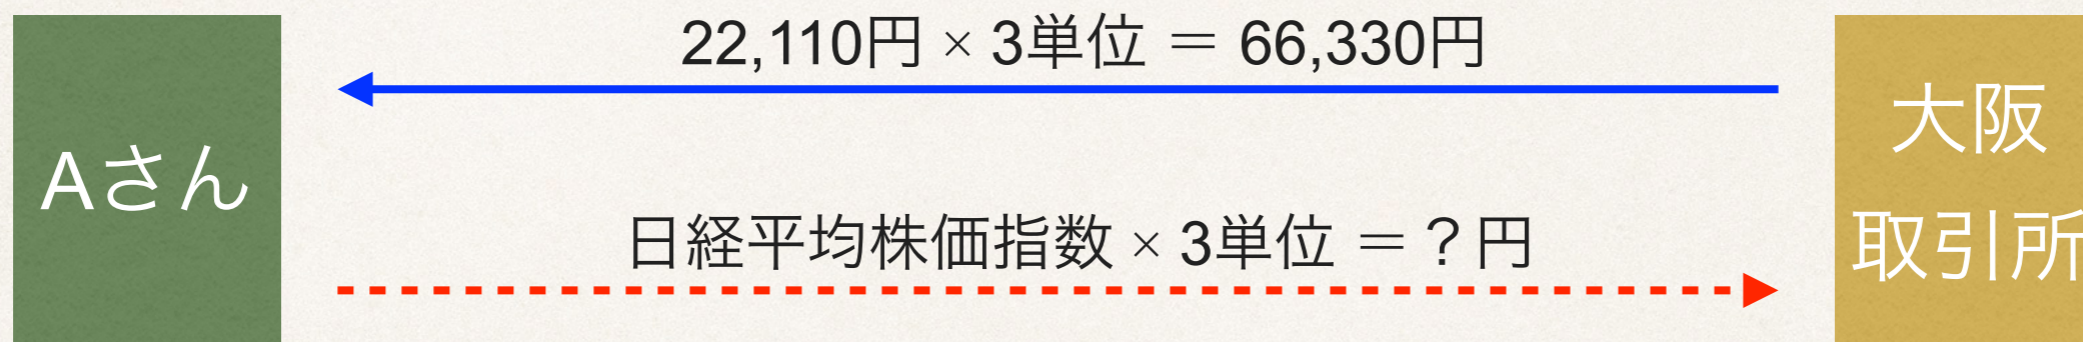 22,110円 × 3単位 ＝ 66,330円
Aさん
日経平均株価指数 × 3単位 ＝ ? 円
大阪
取引所